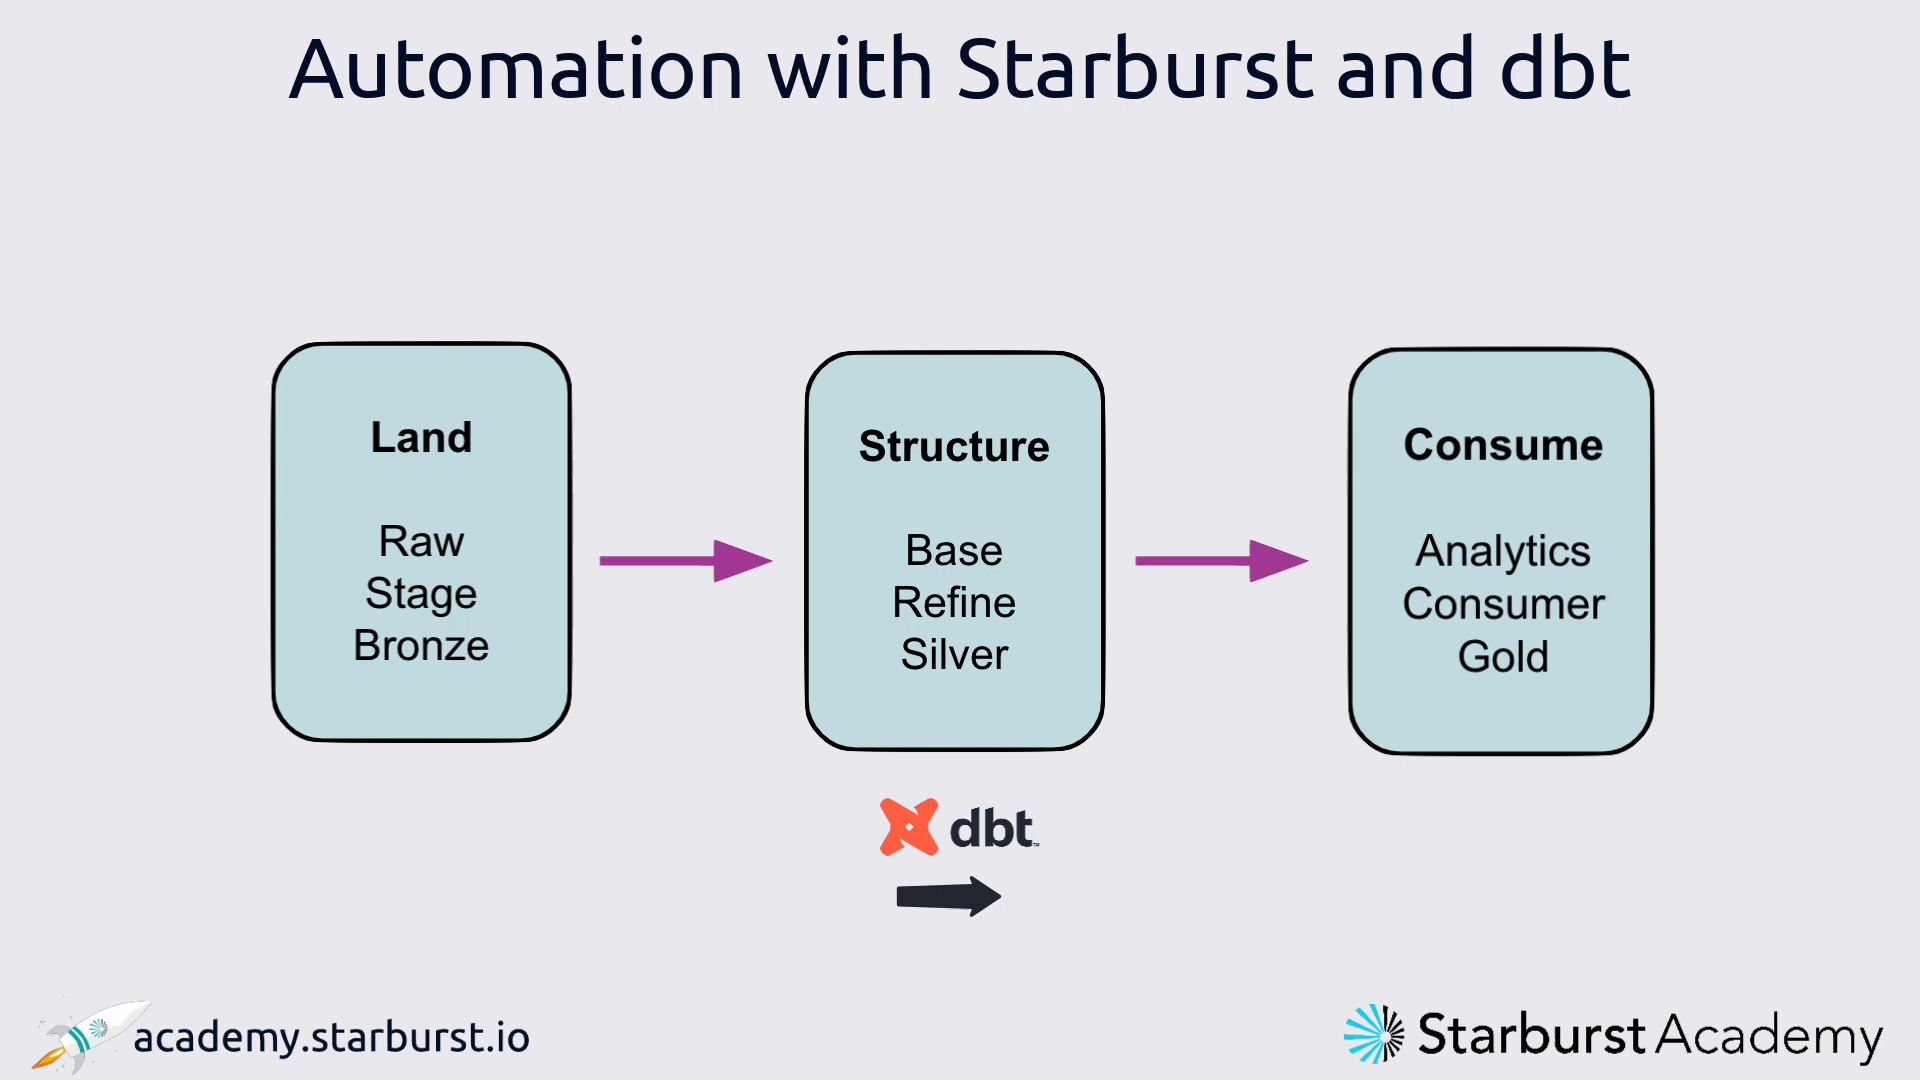 Automation with Starburst and dbt
Land
Raw
Stage
Bronze
Structure
Base
Refine
Silver
Consume
Analytics
Consumer
Gold
dbt™
academy.starburst.io
Starburst Academy